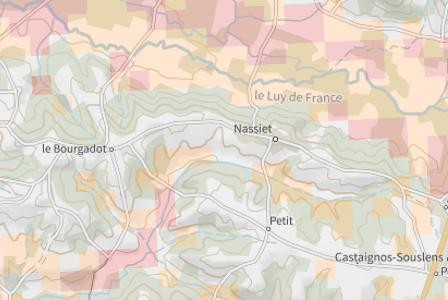 le Luy de France
Nassiet
le Bourgadot
Petit
Castaignos-Souslens